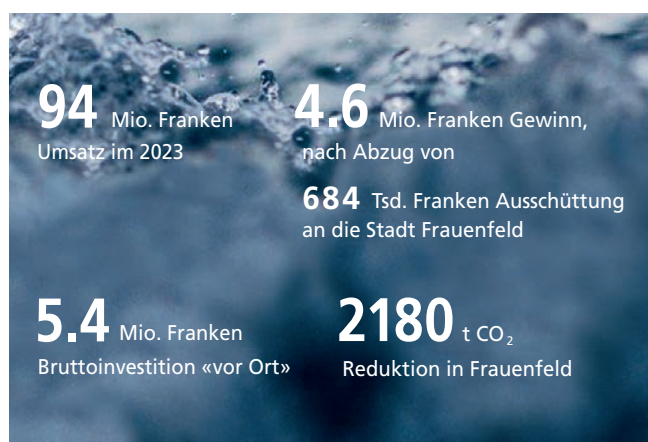 94 Mio. Franken
Umsatz im 2023
4.6 Mio. Franken Gewinn,
nach Abzug von
684 Tsd. Franken Ausschüttung
an die Stadt Frauenfeld
5.4 Mio. Franken
Bruttoinvestition «vor Ort»
2180 t CO₂
Reduktion in Frauenfeld